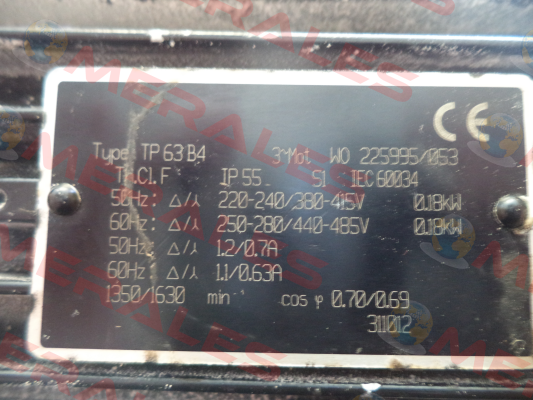 CE
Type: TP 63 B4 3~Mot WO 225995/053
Th.Cl.F IP 55 S1 IEC 60034
50Hz: Δ/⅄ 220-240/380-415V 0.18KW
60Hz: Δ/⅄ 250-280/440-485V 0.18KW
50Hz: Δ/⅄ 1.2/0.7A
60Hz: Δ/⅄ 1.1/0.63A
1350/1630 min⁻¹ cos φ 0.70/0.69
311012
MERALES